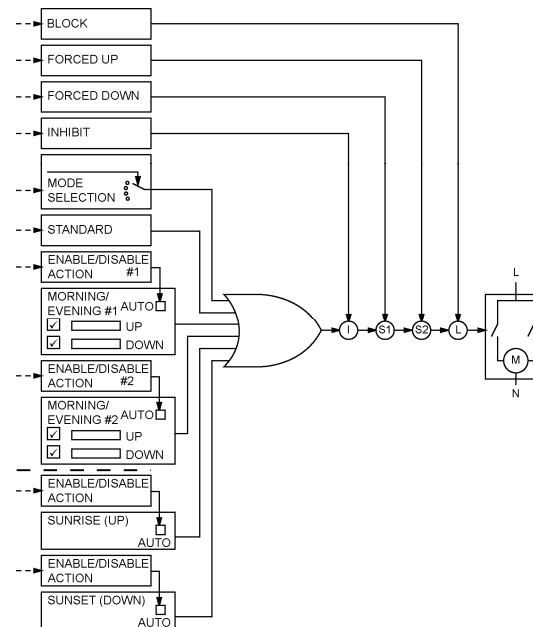 BLOCK
FORCED UP
FORCED DOWN
INHIBIT
MODE
SELECTION
STANDARD
ENABLE/DISABLE
ACTION #1
MORNING/
EVENING #1 AUTO
UP
DOWN
ENABLE/DISABLE
ACTION #2
MORNING/
EVENING #2 AUTO
UP
DOWN
ENABLE/DISABLE
ACTION
SUNRISE (UP)
AUTO
ENABLE/DISABLE
ACTION
SUNSET (DOWN)
AUTO
I S1 S2 L
L
M
N